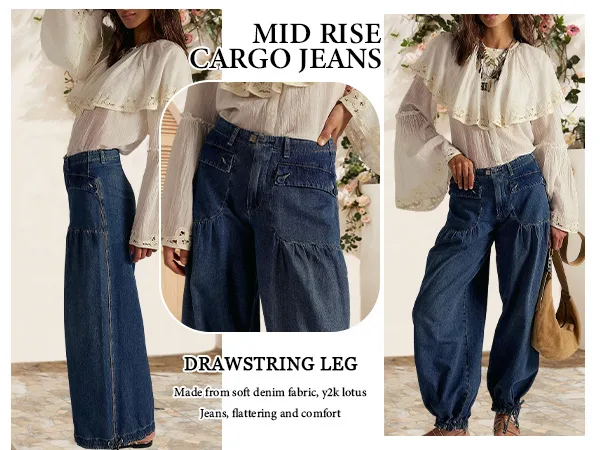 MID RISE
CARGO JEANS
DRAWSTRING LEG
Made from soft denim fabric, y2k lotus
Jeans, flattering and comfort